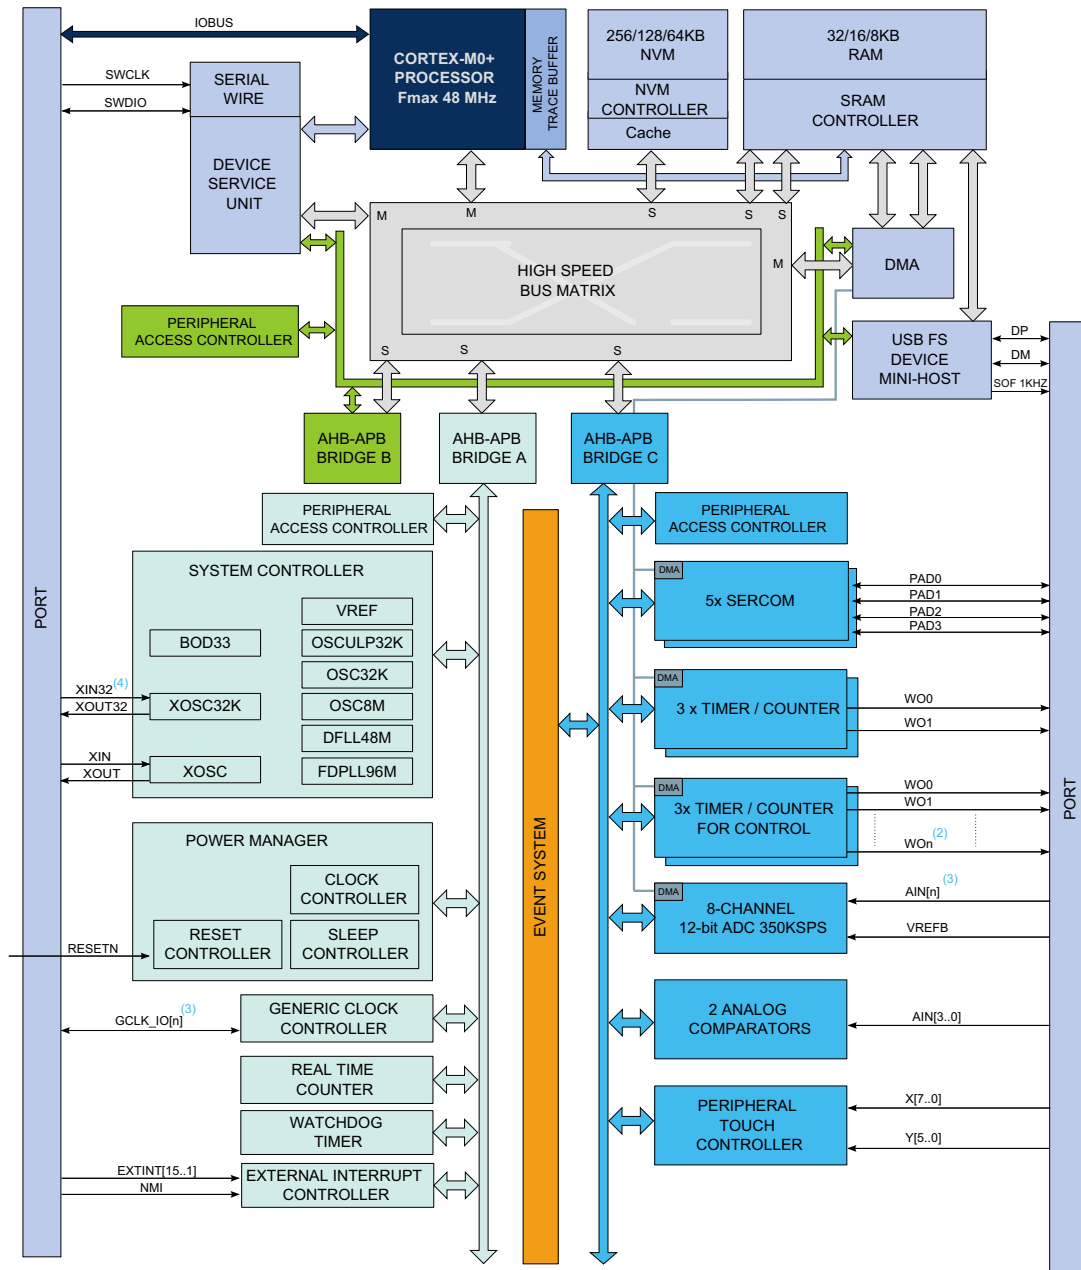 IOBUS
CORTEX-M0+
PROCESSOR
Fmax 48 MHz
MEMORY
TRACE BUFFER
256/128/64KB
NVM
NVM
CONTROLLER
Cache
32/16/8KB
RAM
SRAM
CONTROLLER
SWCLK
SWDIO
SERIAL
WIRE
DEVICE
SERVICE
UNIT
M
M
S
S
S
M
HIGH SPEED
BUS MATRIX
S
S
S
DMA
PERIPHERAL
ACCESS CONTROLLER
USB FS
DEVICE
MINI-HOST
DP
DM
SOF 1KHZ
AHB-APB
BRIDGE B
AHB-APB
BRIDGE A
AHB-APB
BRIDGE C
PERIPHERAL
ACCESS CONTROLLER
PERIPHERAL
ACCESS CONTROLLER
PORT
SYSTEM CONTROLLER
VREF
BOD33
OSCULP32K
OSC32K
XIN32(4)
XOUT32
XOSC32K
OSC8M
DFLL48M
XIN
XOUT
XOSC
FDPLL96M
POWER MANAGER
CLOCK
CONTROLLER
RESETN
RESET
CONTROLLER
SLEEP
CONTROLLER
GCLK_IO[n](3)
GENERIC CLOCK
CONTROLLER
REAL TIME
COUNTER
WATCHDOG
TIMER
EXTINT[15..1]
NMI
EXTERNAL INTERRUPT
CONTROLLER
EVENT SYSTEM
DMA
5x SERCOM
PAD0
PAD1
PAD2
PAD3
DMA
3 x TIMER / COUNTER
WO0
WO1
DMA
3x TIMER / COUNTER
FOR CONTROL
WO0
WO1
WOn(2)
DMA
8-CHANNEL
12-bit ADC 350KSPS
AIN[n](3)
VREFB
2 ANALOG
COMPARATORS
AIN[3..0]
PERIPHERAL
TOUCH
CONTROLLER
X[7..0]
Y[5..0]
PORT